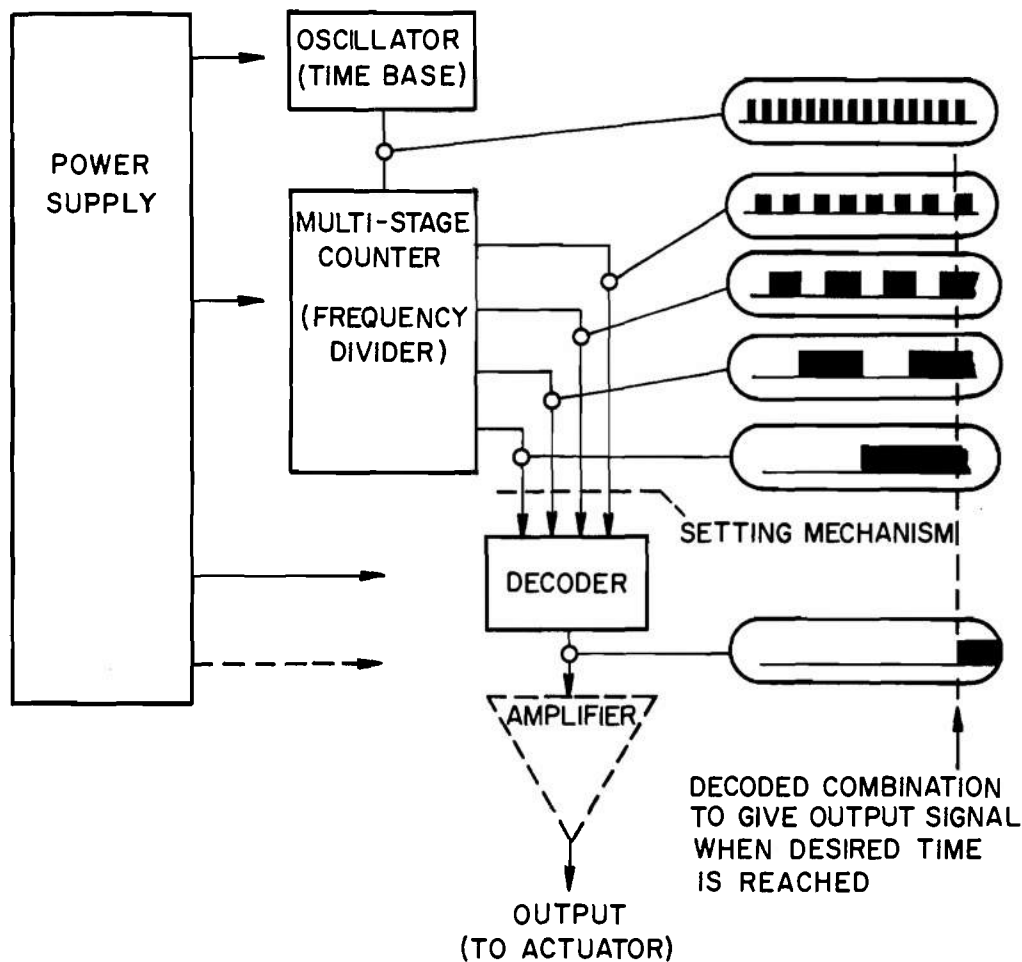 POWER
SUPPLY
OSCILLATOR
(TIME BASE)
MULTI-STAGE
COUNTER
(FREQUENCY
DIVIDER)
SETTING MECHANISM
DECODER
AMPLIFIER
DECODED COMBINATION
TO GIVE OUTPUT SIGNAL
WHEN DESIRED TIME
IS REACHED
OUTPUT
(TO ACTUATOR)